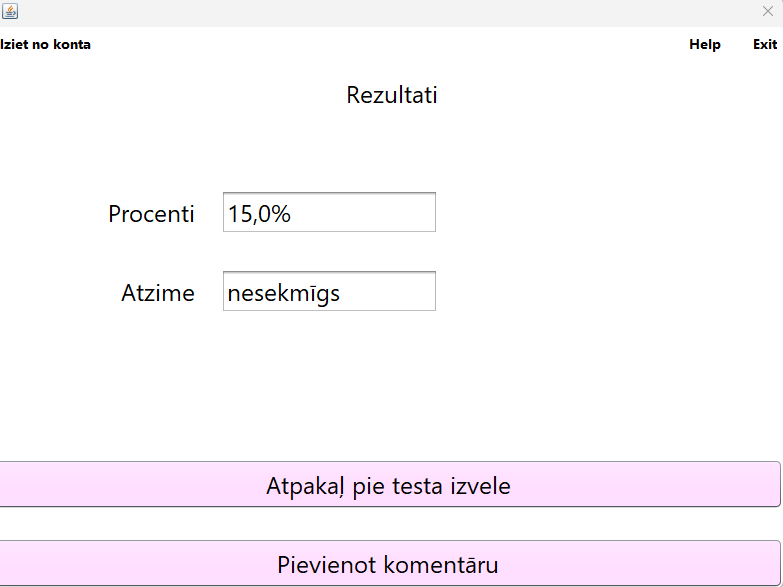 Iziet no konta Help Exit
Rezultati
Procenti 15,0%
Atzime nesekmīgs
Atpakaļ pie testa izvele
Pievienot komentāru